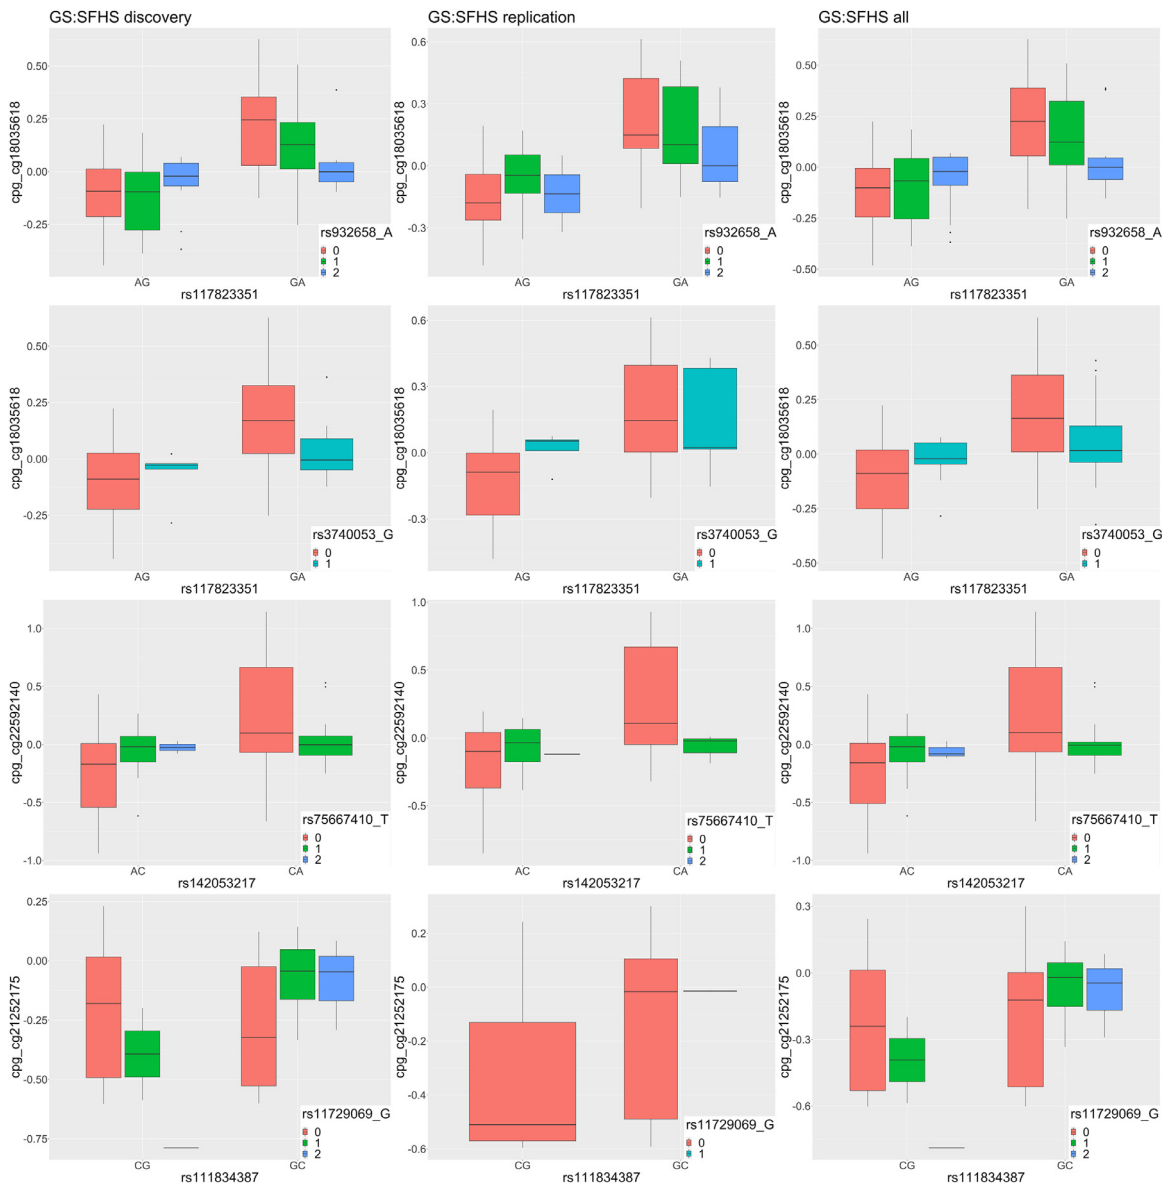 GS:SFHS discovery
GS:SFHS replication
GS:SFHS all
cpg_cg18035618
0.50
0.25
0.00
-0.25
AG
GA
rs117823351
rs932658_A
0
1
2
cpg_cg18035618
0.6
0.3
0.0
-0.3
AG
GA
rs117823351
rs932658_A
0
1
2
cpg_cg18035618
0.50
0.25
0.00
-0.25
-0.50
AG
GA
rs117823351
rs932658_A
0
1
2
cpg_cg18035618
0.50
0.25
0.00
-0.25
AG
GA
rs117823351
rs3740053_G
0
1
cpg_cg18035618
0.6
0.3
0.0
-0.3
AG
GA
rs117823351
rs3740053_G
0
1
cpg_cg18035618
0.50
0.25
0.00
-0.25
-0.50
AG
GA
rs117823351
rs3740053_G
0
1
cpg_cg22592140
1.0
0.5
0.0
-0.5
-1.0
AC
CA
rs142053217
rs75667410_T
0
1
2
cpg_cg22592140
1.0
0.5
0.0
-0.5
AC
CA
rs142053217
rs75667410_T
0
1
2
cpg_cg22592140
1.0
0.5
0.0
-0.5
-1.0
AC
CA
rs142053217
rs75667410_T
0
1
2
cpg_cg21252175
0.25
0.00
-0.25
-0.50
-0.75
CG
GC
rs111834387
rs11729069_G
0
1
2
cpg_cg21252175
0.2
0.0
-0.2
-0.4
-0.6
CG
GC
rs111834387
rs11729069_G
0
1
cpg_cg21252175
0.3
0.0
-0.3
-0.6
CG
GC
rs111834387
rs11729069_G
0
1
2